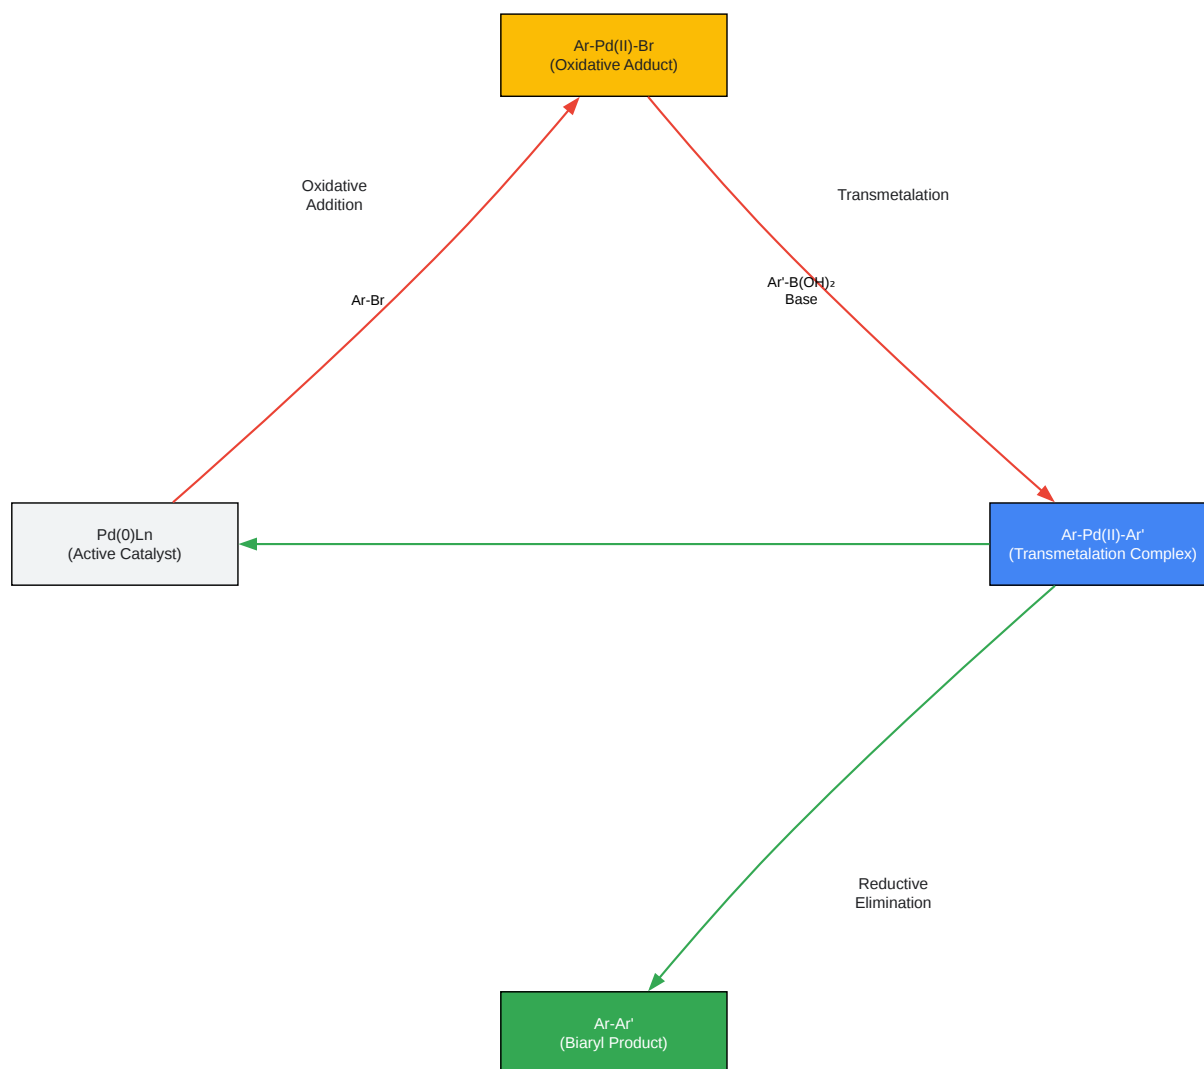 Ar-Pd(II)-Br
(Oxidative Adduct)
Oxidative
Addition
Transmetalation
Ar-Br
Ar'-B(OH)₂
Base
Pd(0)Ln
(Active Catalyst)
Ar-Pd(II)-Ar'
(Transmetalation Complex)
Reductive
Elimination
Ar-Ar'
(Biaryl Product)